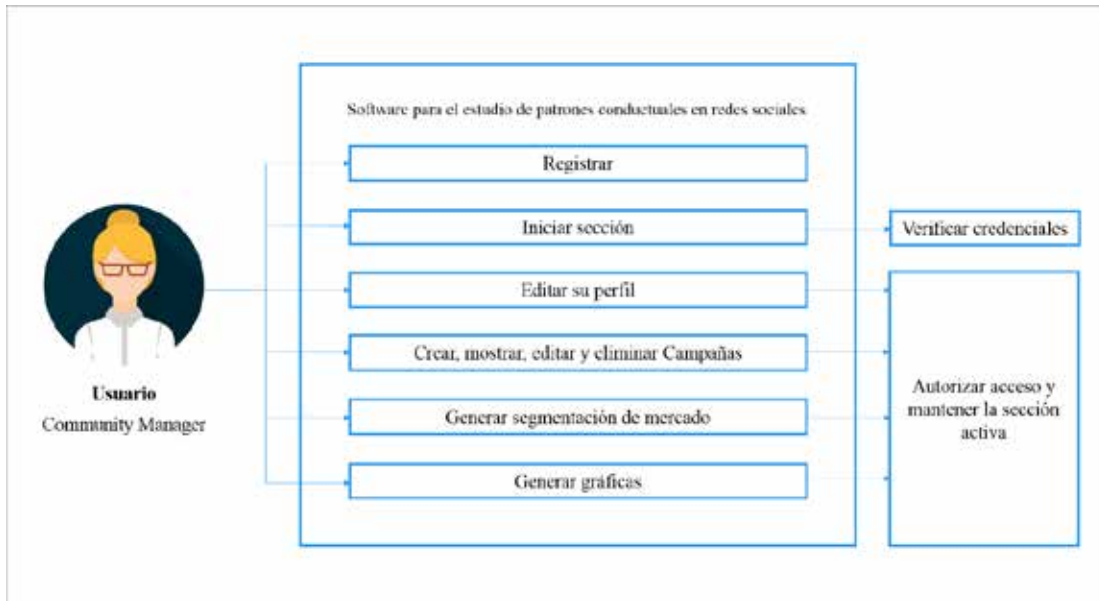 Software para el estudio de patrones conductuales en redes sociales
Registrar
Iniciar sección
Verificar credenciales
Editar su perfil
Crear, mostrar, editar y eliminar Campañas
Generar segmentación de mercado
Generar gráficas
Autorizar acceso y
mantener la sección
activa
Usuario
Community Manager